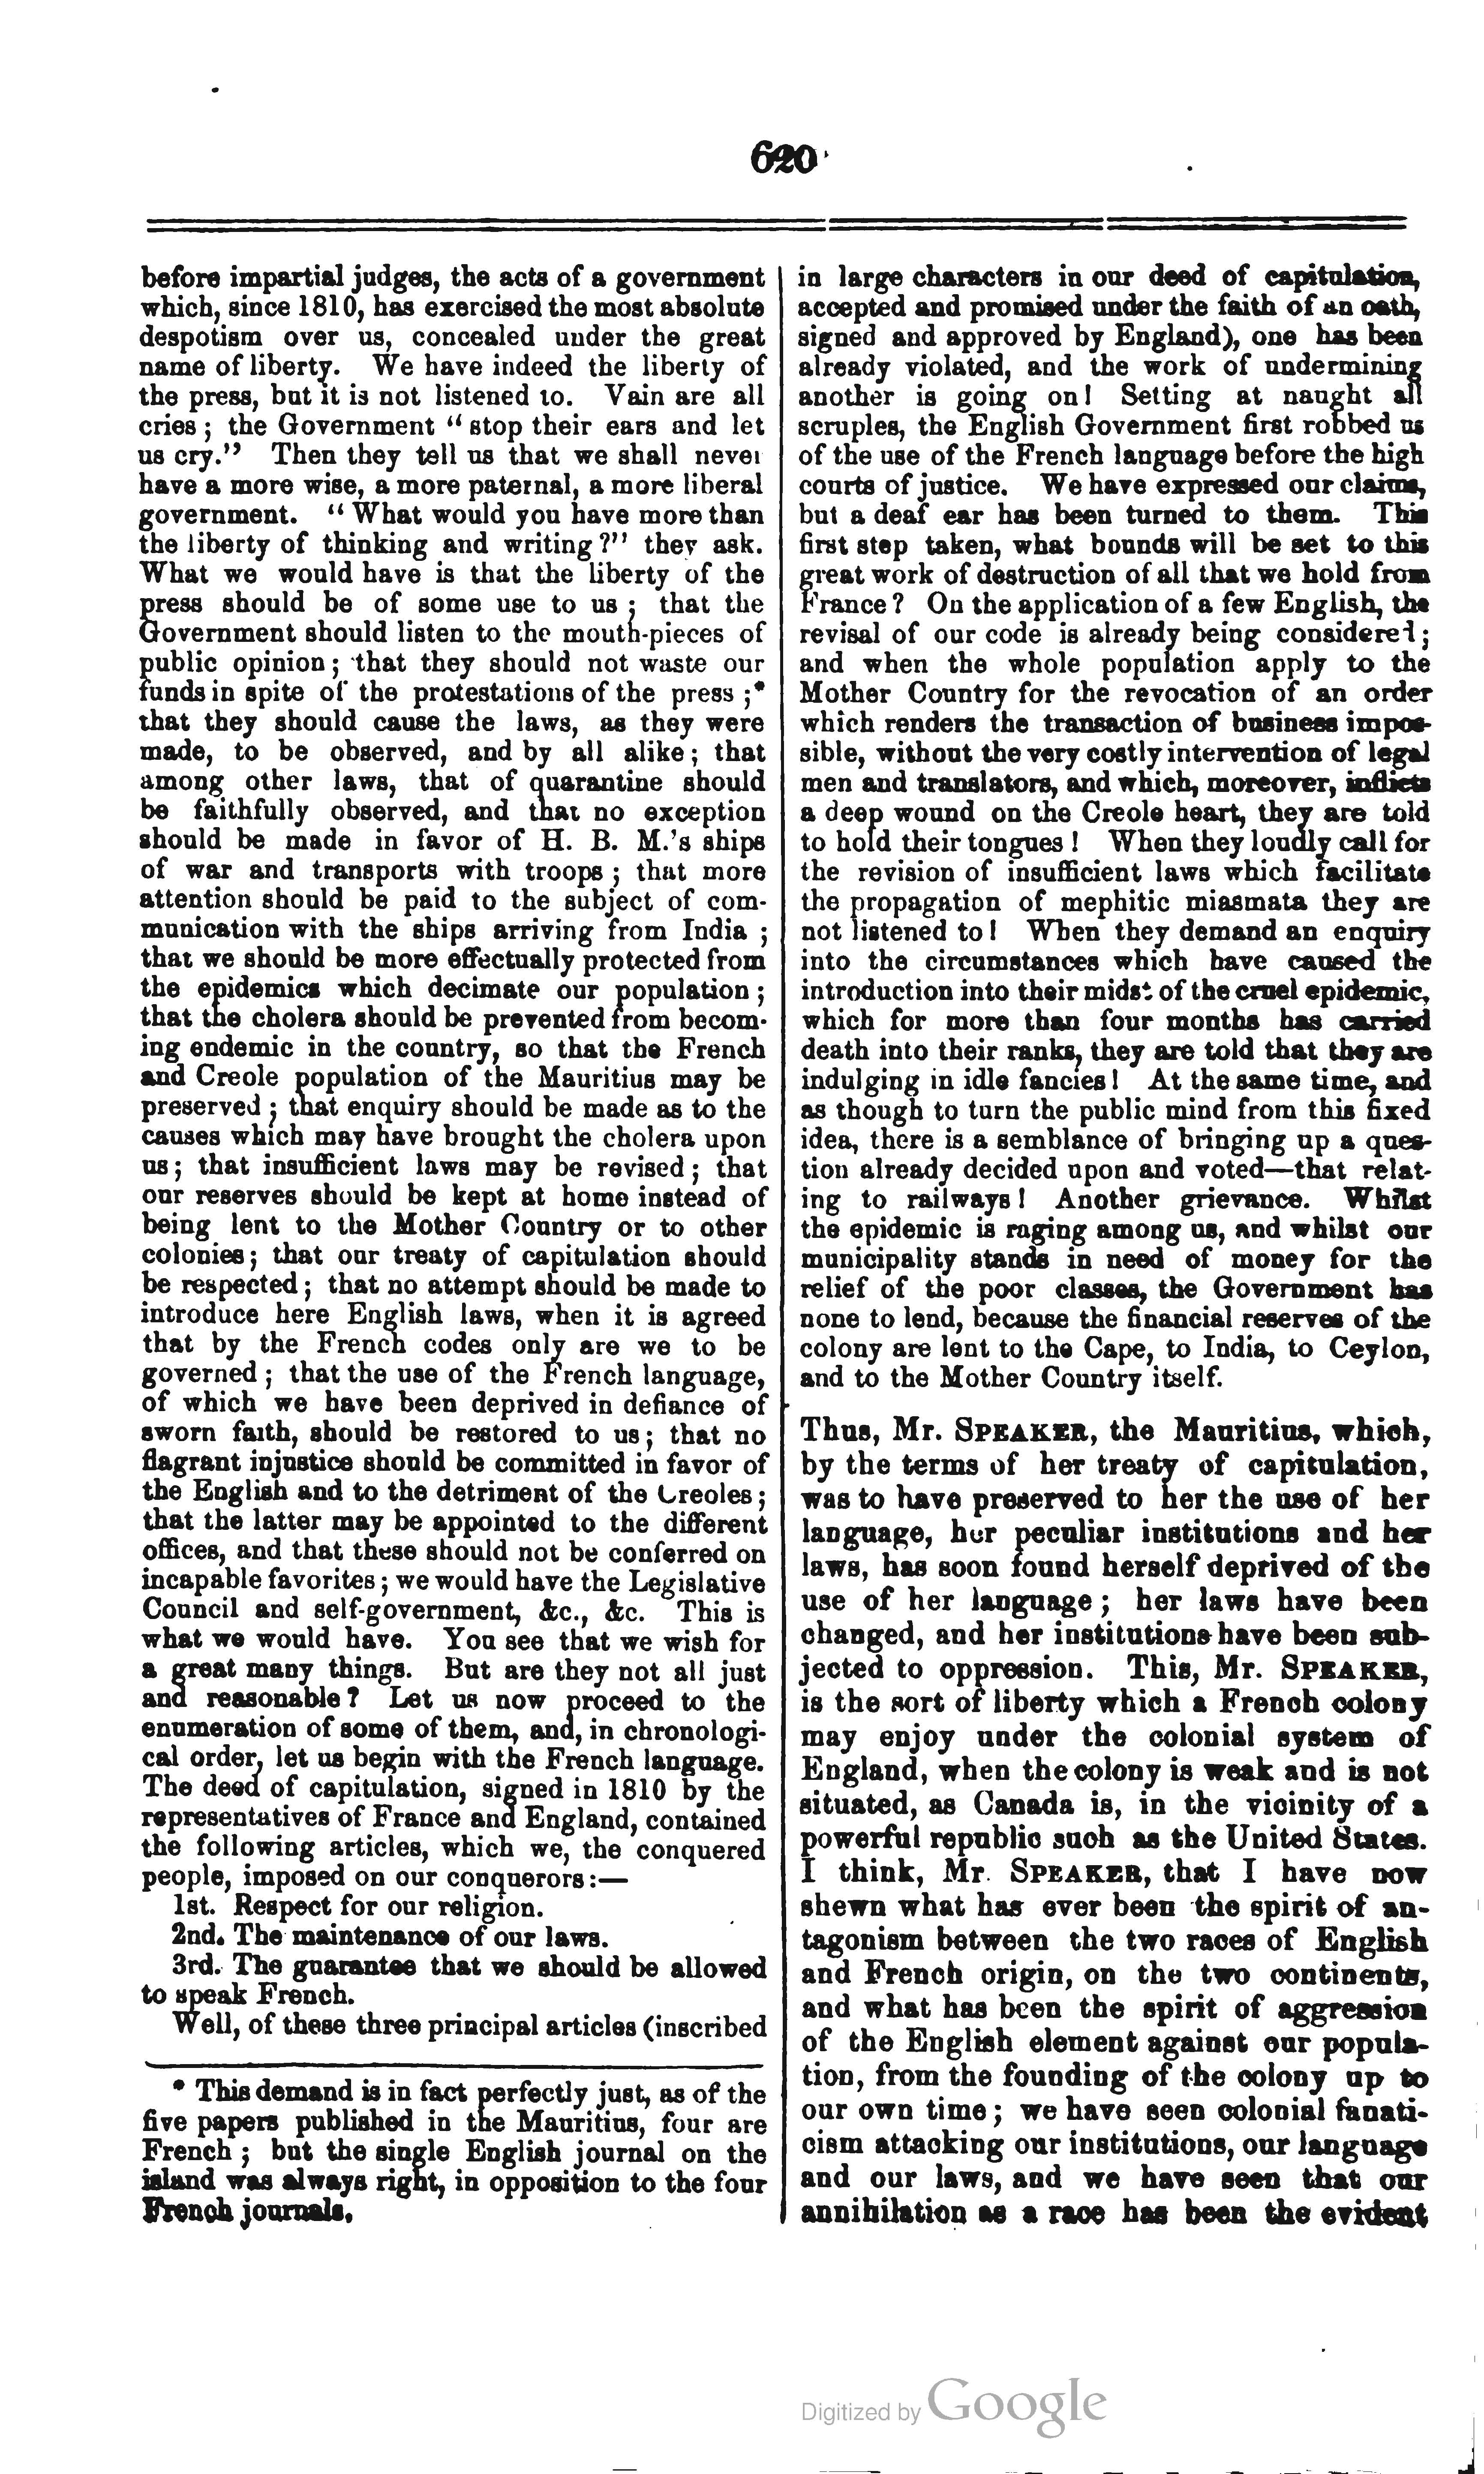 620
before impartial judges, the acts of a government
which, since 1810, has exercised the most absolute
despotism over us, concealed under the great
name of liberty. We have indeed the liberty of
the press, but it is not listened to. Vain are all
cries; the Government "stop their ears and let
us cry." Then they tell us that we shall never
have a more wise, a more paternal, a more liberal
government. "What would you have more than
the liberty of thinking and writing?" they ask.
What we would have is that the liberty of the
press should be of some use to us; that the
Government should listen to the mouth-pieces of
public opinion; that they should not waste our
funds in spite of the protestations of the press;*
that they should cause the laws, as they were
made, to be observed, and by all alike; that
among other laws, that of quarantine should
be faithfully observed, and that no exception
should be made in favor of H. B. M.'s ships
of war and transports with troops; that more
attention should be paid to the subject of com-
munication with the ships arriving from India;
that we should be more effectually protected from
the epidemics which decimate our population;
that the cholera should be prevented from becom-
ing endemic in the country, so that the French
and Creole population of the Mauritius may be
preserved; that enquiry should be made as to the
causes which may have brought the cholera upon
us; that insufficient laws may be revised; that
our reserves should be kept at home instead of
being lent to the Mother Country or to other
colonies; that our treaty of capitulation should
be respected; that no attempt should be made to
introduce here English laws, when it is agreed
that by the French codes only are we to be
governed; that the use of the French language,
of which we have been deprived in defiance of
sworn faith, should be restored to us; that no
flagrant injustice should be committed in favor of
the English and to the detriment of the Creoles;
that the latter may be appointed to the different
offices, and that these should not be conferred on
incapable favorites; we would have the Legislative
Council and self-government, &c., &c. This is
what we would have. You see that we wish for
a great many things. But are they not all just
and reasonable? Let us now proceed to the
enumeration of some of them, and, in chronologi-
cal order, let us begin with the French language.
The deed of capitulation, signed in 1810 by the
representatives of France and England, contained
the following articles, which we, the conquered
people, imposed on our conquerors:—
1st. Respect for our religion.
2nd. The maintenance of our laws.
3rd. The guarantee that we should be allowed
to speak French.
Well, of these three principal articles (inscribed
* This demand is in fact perfectly just, as of the
five papers published in the Mauritius, four are
French; but the single English journal on the
island was always right, in opposition to the four
French journals.
in large characters in our deed of capitulation,
accepted and promised under the faith of an oath,
signed and approved by England), one has been
already violated, and the work of undermining
another is going on! Setting at naught all
scruples, the English Government first robbed us
of the use of the French language before the high
courts of justice. We have expressed our claims,
but a deaf ear has been turned to them. This
first step taken, what bounds will be set to this
great work of destruction of all that we hold from
France? On the application of a few English, the
revisal of our code is already being considered;
and when the whole population apply to the
Mother Country for the revocation of an order
which renders the transaction of business impos-
sible, without the very costly intervention of legal
men and translators, and which, moreover, inflicts
a deep wound on the Creole heart, they are told
to hold their tongues! When they loudly call for
the revision of insufficient laws which facilitate
the propagation of mephitic miasmata they are
not listened to! When they demand an enquiry
into the circumstances which have caused the
introduction into their midst of the cruel epidemic,
which for more than four months has carried
death into their ranks, they are told that they are
indulging in idle fancies! At the same time, and
as though to turn the public mind from this fixed
idea, there is a semblance of bringing up a ques-
tion already decided upon and voted—that relat-
ing to railways! Another grievance. Whilst
the epidemic is raging among us, and whilst our
municipality stands in need of money for the
relief of the poor classes, the Government has
none to lend, because the financial reserves of the
colony are lent to the Cape, to India, to Ceylon,
and to the Mother Country itself.
Thus, Mr. SPEAKER, the Mauritius, which,
by the terms of her treaty of capitulation,
was to have preserved to her the use of her
language, her peculiar institutions and her
laws, has soon found herself deprived of the
use of her language; her laws have been
changed, and her institutions have been sub-
jected to oppression. This, Mr. SPEAKER,
is the sort of liberty which a French colony
may enjoy under the colonial system of
England, when the colony is weak and is not
situated, as Canada is, in the vicinity of a
powerful republic such as the United States.
I think, Mr. SPEAKER, that I have now
shewn what has ever been the spirit of an-
tagonism between the two races of English
and French origin, on the two continents,
and what has been the spirit of aggression
of the English element against our popula-
tion, from the founding of the colony up to
our own time; we have seen colonial fanati-
cism attacking our institutions, our language
and our laws, and we have seen that our
annihilation as a race has been the evident
Digitized by Google